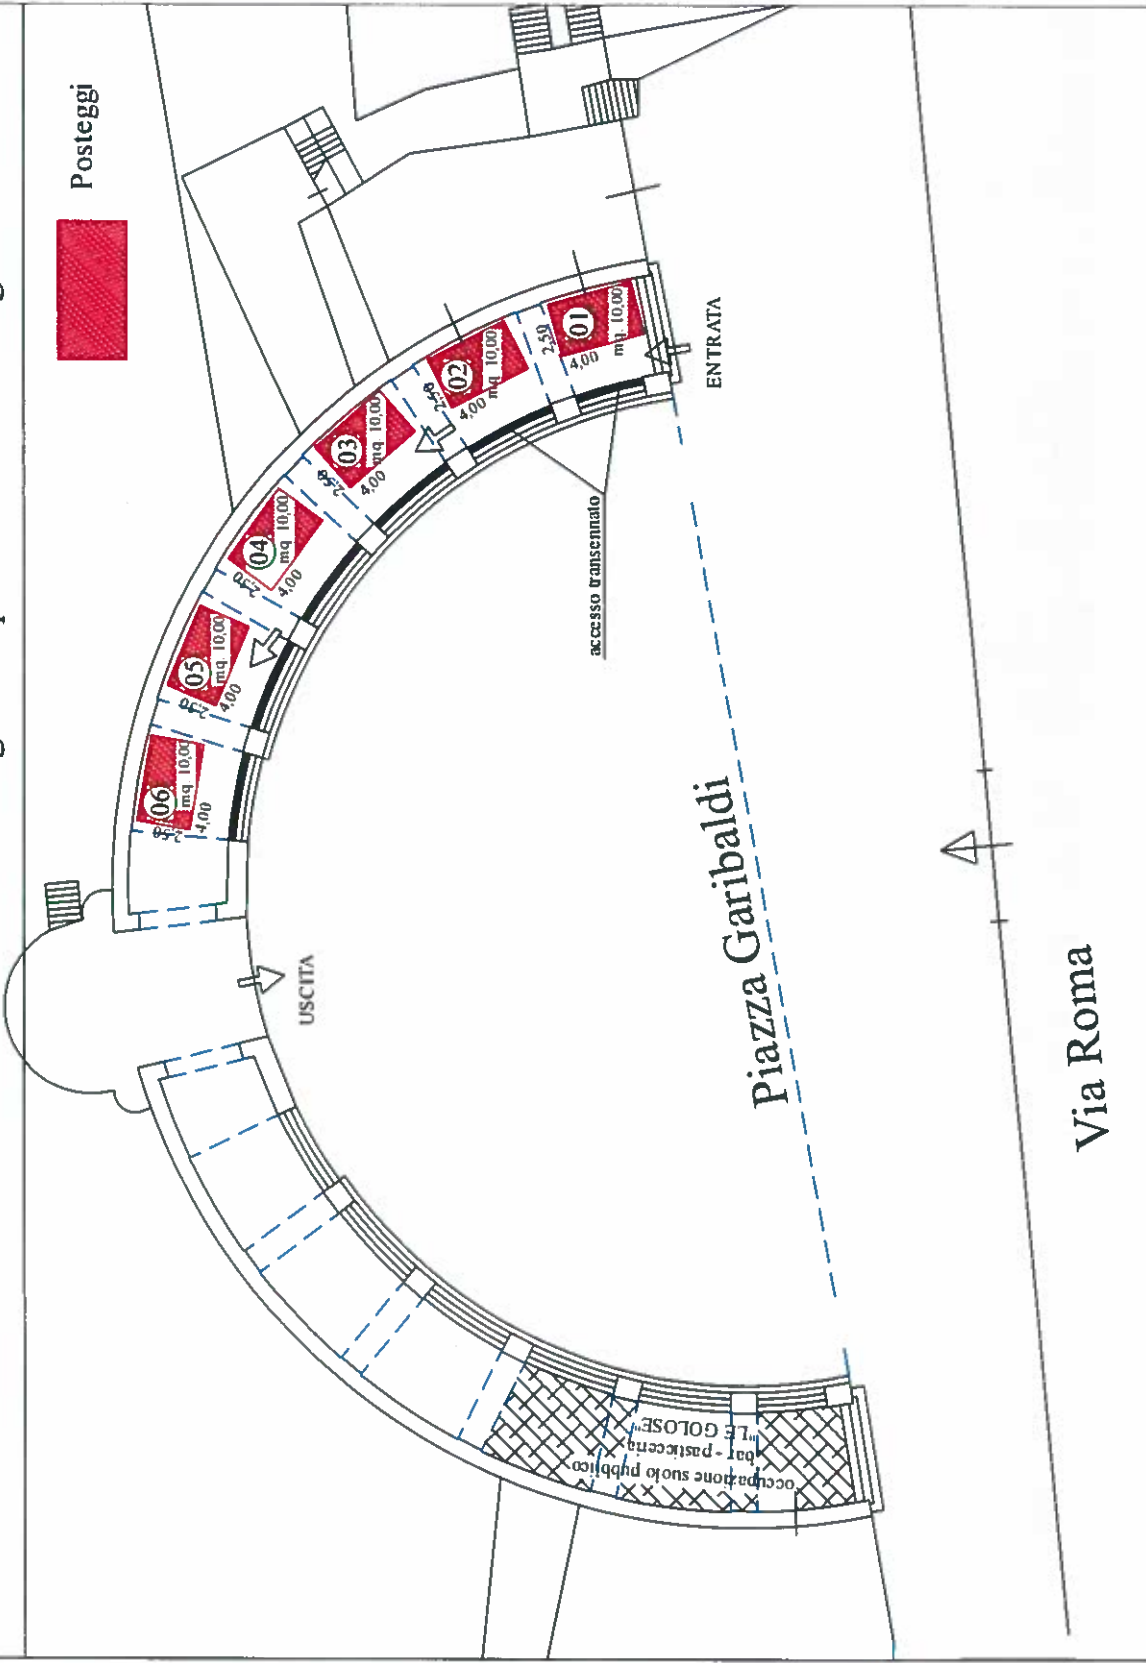 Posteggi
01
mq. 10,00
2,50
4,00
02
mq 10,00
2,50
4,00
03
mq 10,00
2,50
4,00
04
mq 10,00
2,50
4,00
05
mq. 10,00
2,50
4,00
06
mq 10,00
2,50
4,00
ENTRATA
accesso transennato
USCITA
Piazza Garibaldi
Via Roma
occupazione suolo pubblico
bar - pasticceria
"LE GOLOSE"